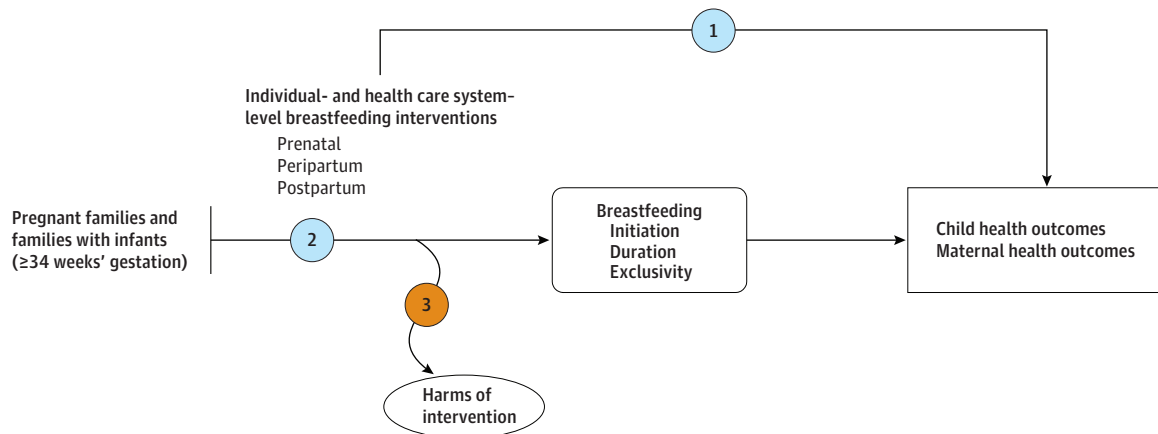 1
Individual- and health care system–
level breastfeeding interventions
Prenatal
Peripartum
Postpartum
Pregnant families and
families with infants
(≥34 weeks’ gestation)
2
Breastfeeding
Initiation
Duration
Exclusivity
Child health outcomes
Maternal health outcomes
3
Harms of
intervention